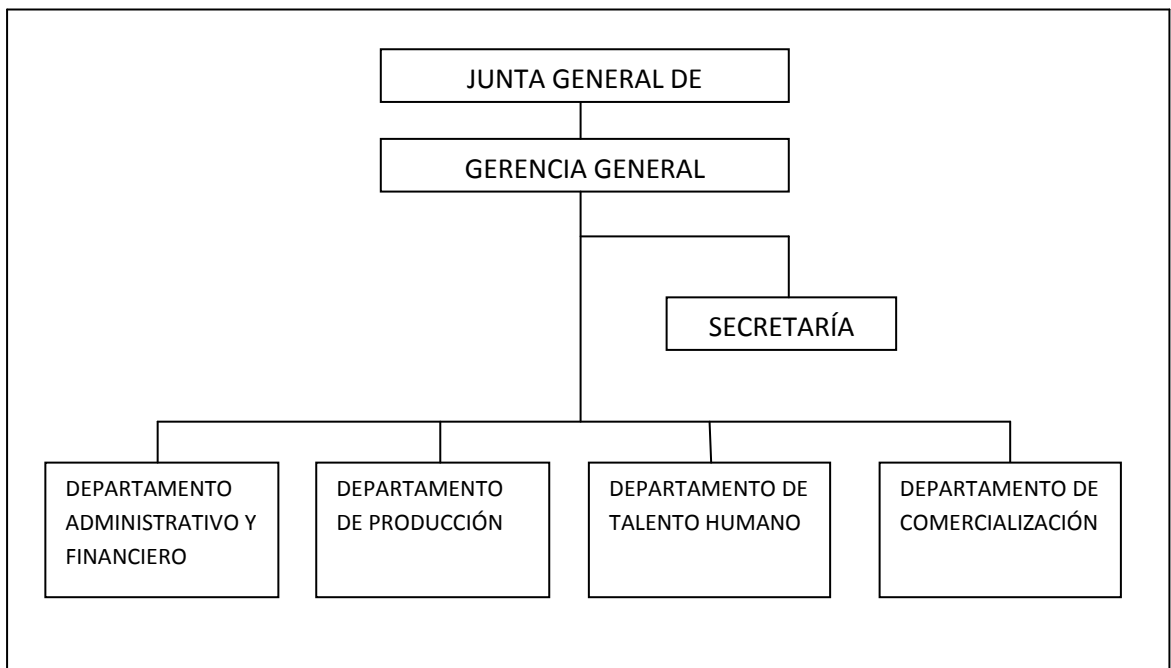 JUNTA GENERAL DE
GERENCIA GENERAL
SECRETARÍA
DEPARTAMENTO
ADMINISTRATIVO Y
FINANCIERO
DEPARTAMENTO
DE PRODUCCIÓN
DEPARTAMENTO DE
TALENTO HUMANO
DEPARTAMENTO DE
COMERCIALIZACIÓN